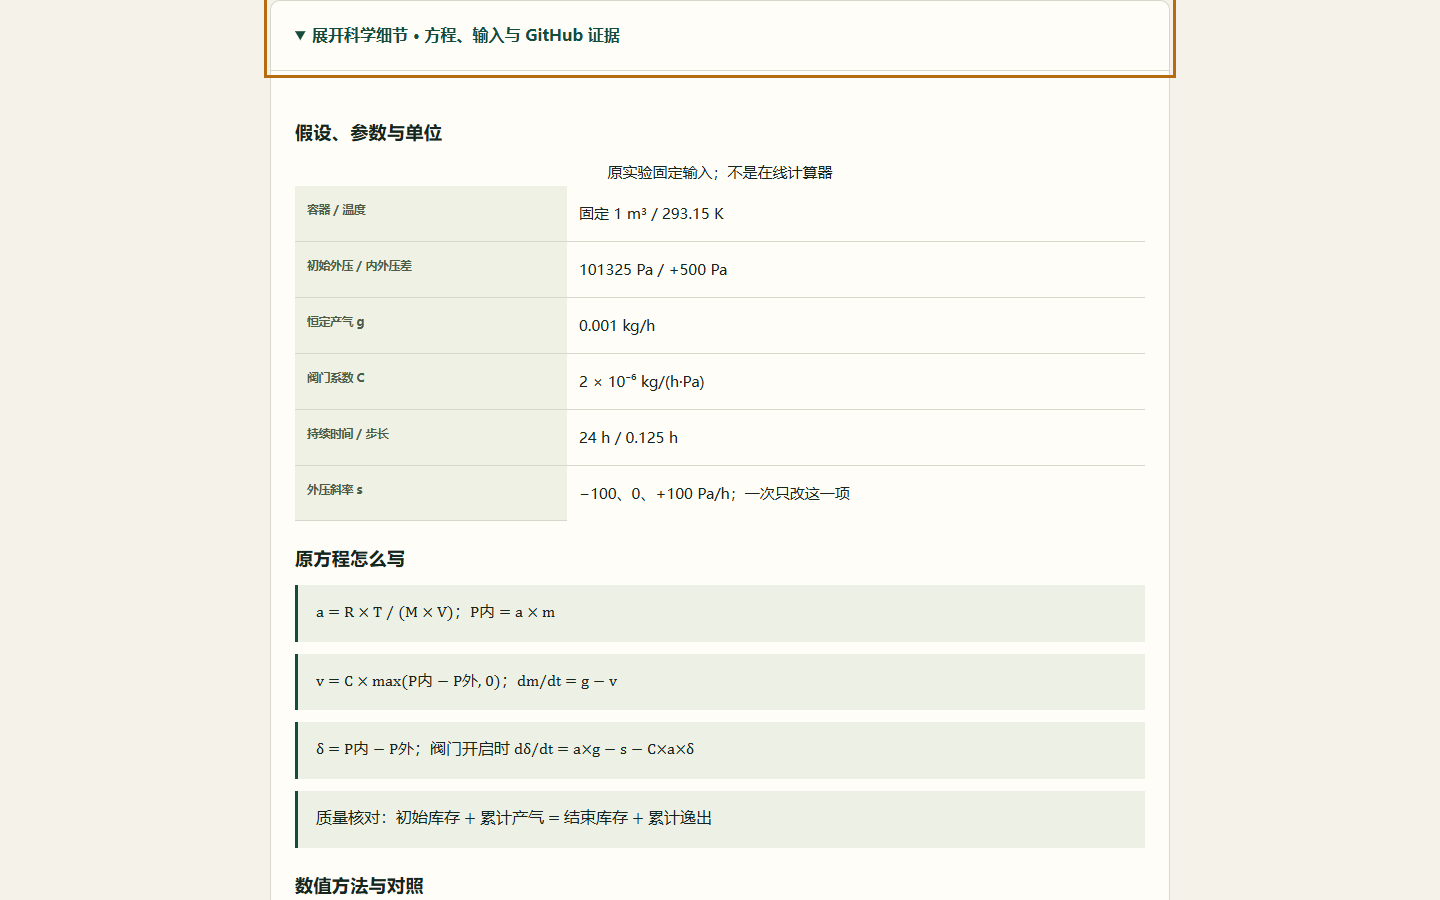 ▼ 展开科学细节 • 方程、输入与 GitHub 证据
假设、参数与单位
原实验固定输入；不是在线计算器
容器 / 温度
固定 1 m³ / 293.15 K
初始外压 / 内外压差
101325 Pa / +500 Pa
恒定产气 g
0.001 kg/h
阀门系数 C
2 × 10⁻⁶ kg/(h·Pa)
持续时间 / 步长
24 h / 0.125 h
外压斜率 s
−100、0、+100 Pa/h；一次只改这一项
原方程怎么写
a = R × T / (M × V)；P内 = a × m
v = C × max(P内 − P外, 0)；dm/dt = g − v
δ = P内 − P外；阀门开启时 dδ/dt = a×g − s − C×a×δ
质量核对：初始库存 + 累计产气 = 结束库存 + 累计逸出
数值方法与对照